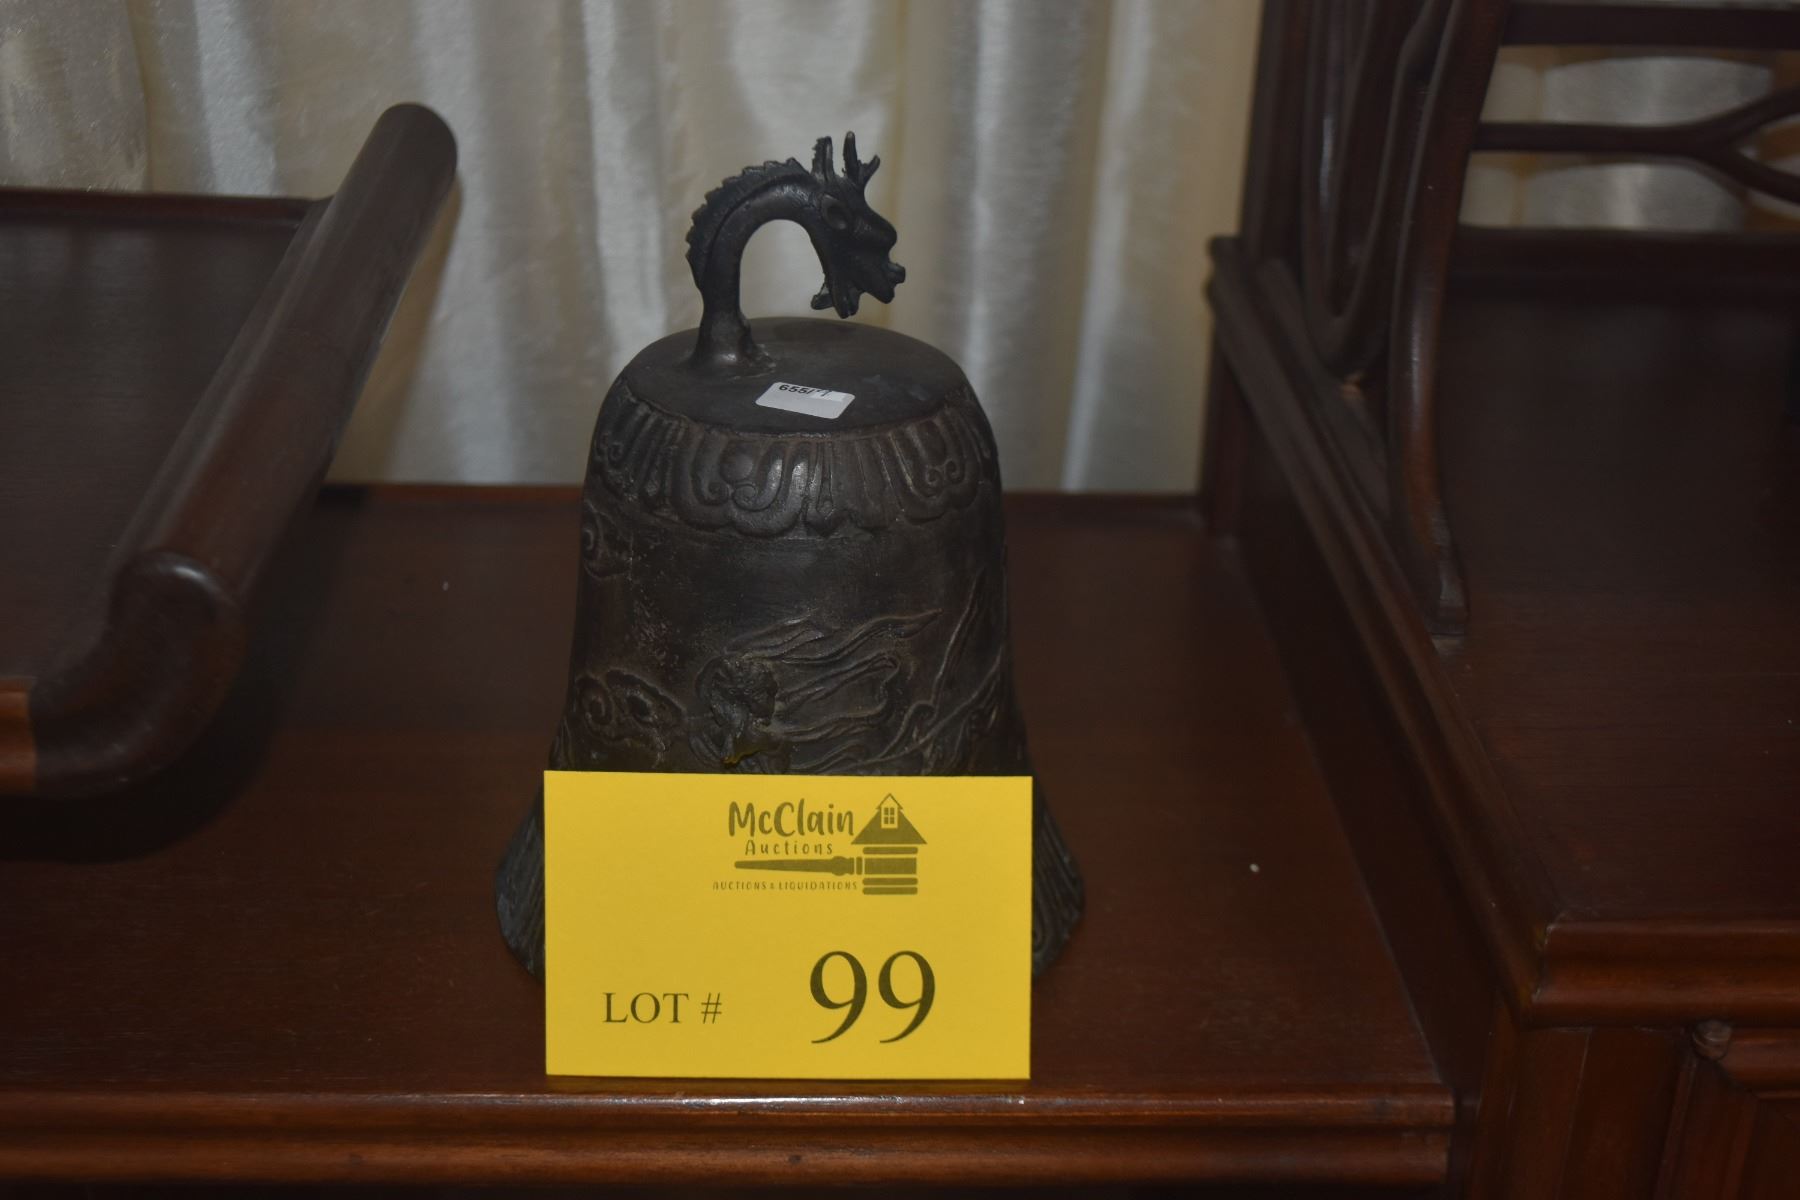 McClain
Auctions
AUCTIONS & LIQUIDATIONS
LOT # 99